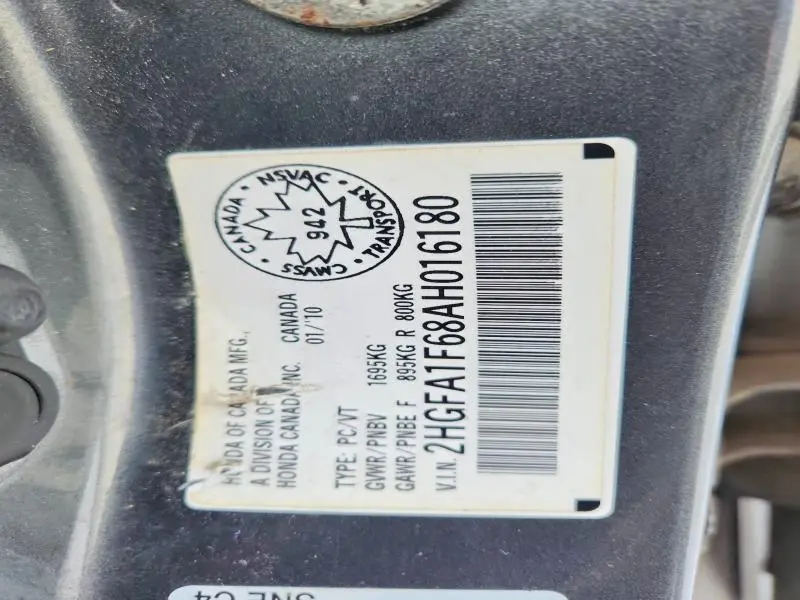 CANADA · NSVAC · TRANSPORT · CMVSS ·
942
HONDA OF CANADA MFG.,
A DIVISION OF
HONDA CANADA INC. CANADA
01/'10
TYPE: PC/VT
GVWR/PNBV 1695KG
GAWR/PNBE F 895KG R 800KG
V.I.N. 2HGFA1F68AH016180